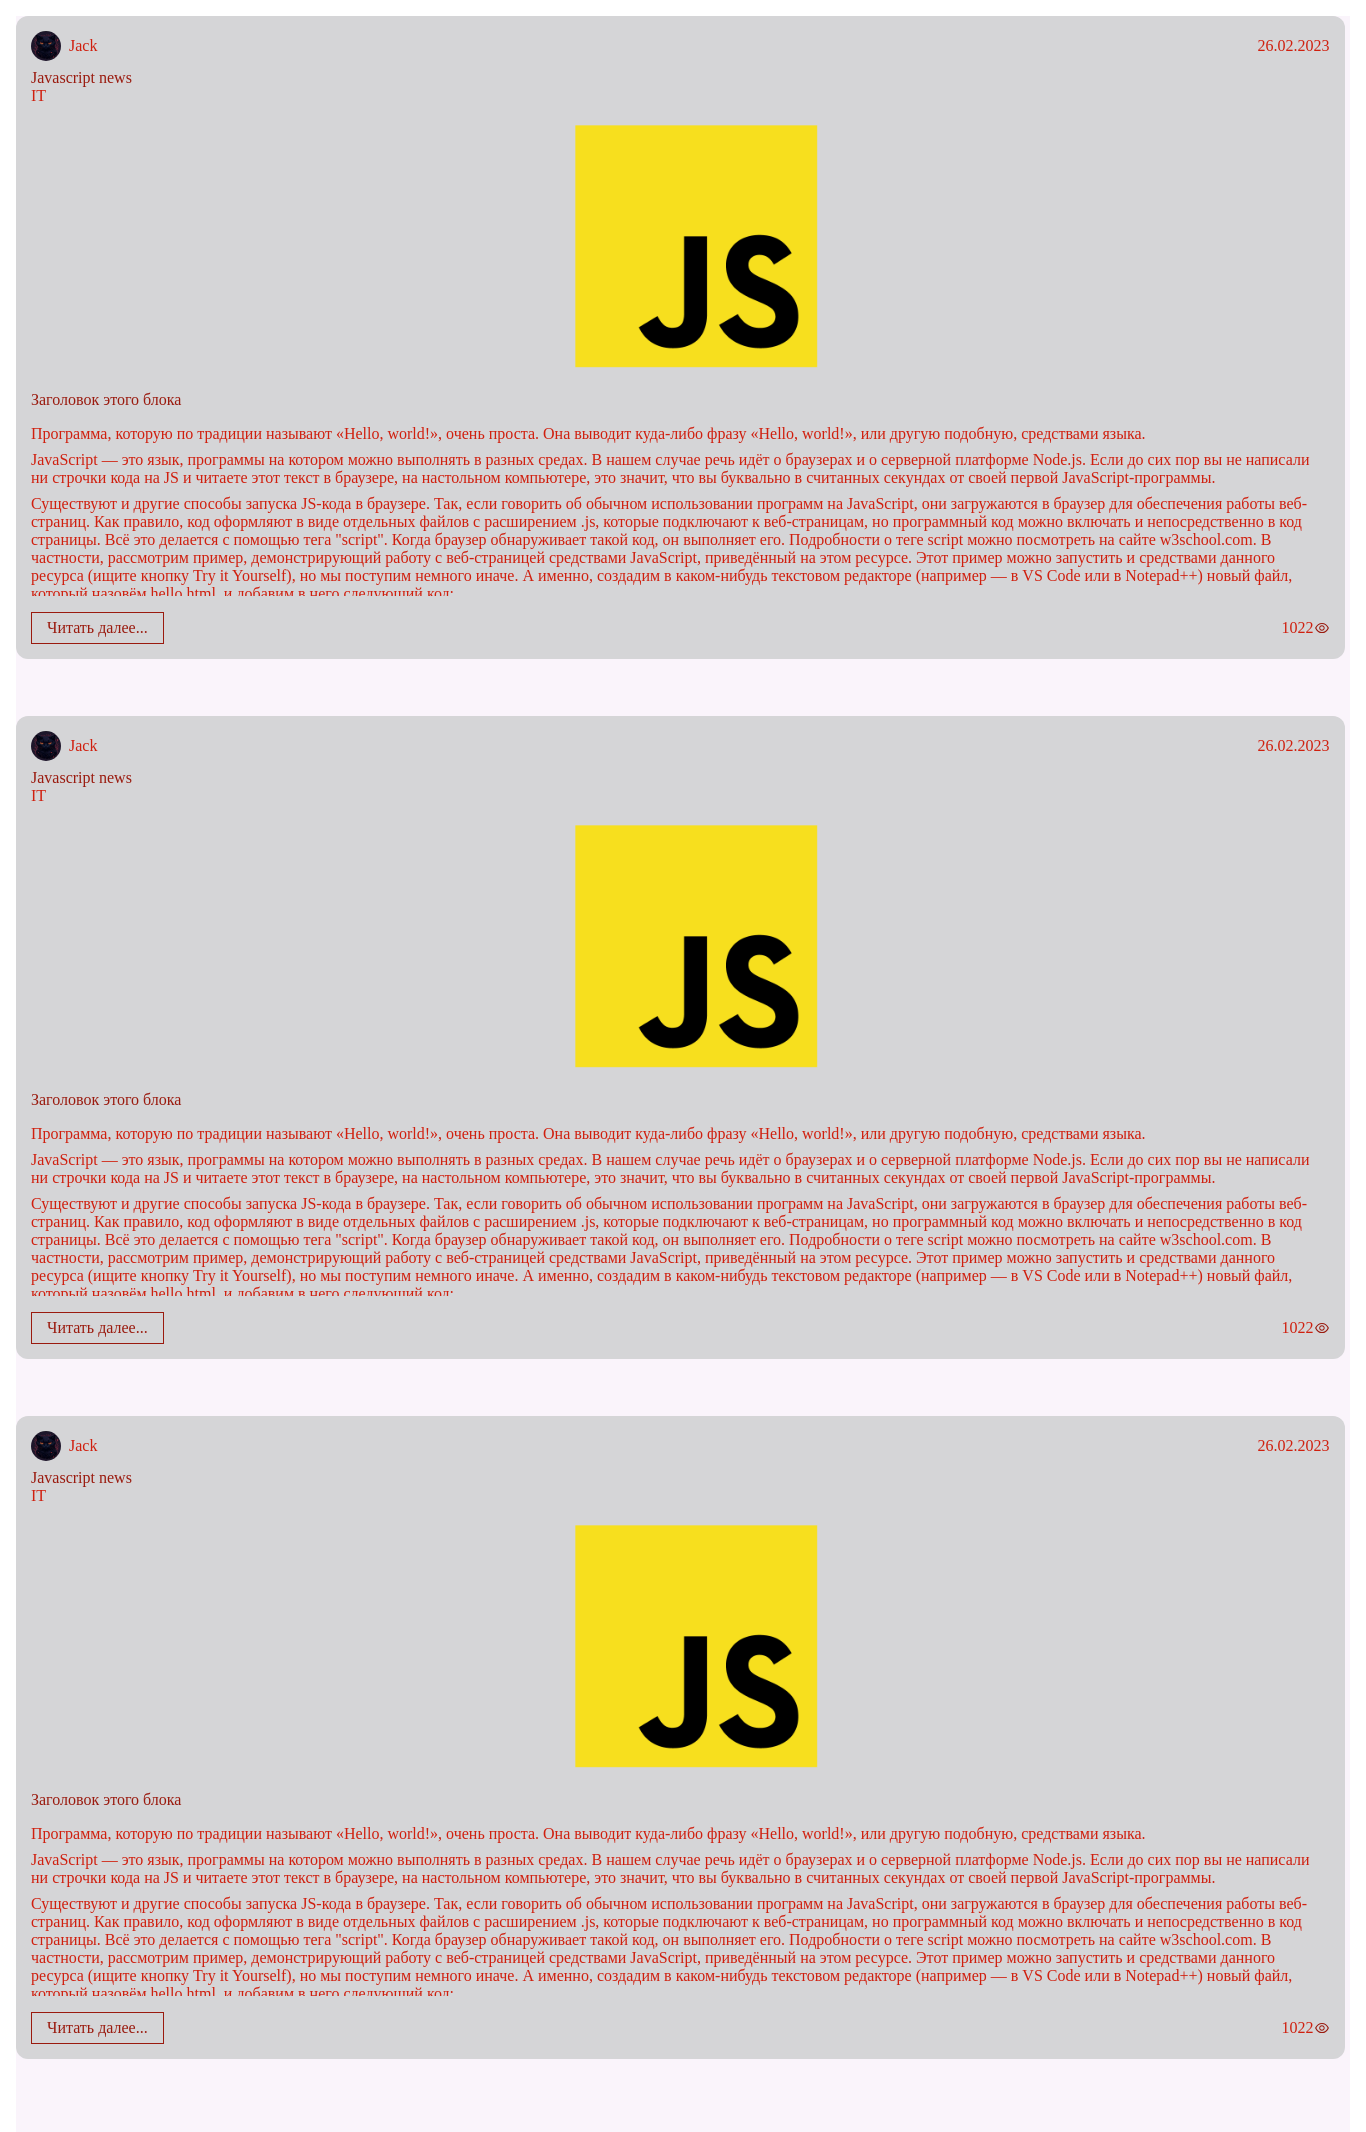 Jack
26.02.2023
Javascript news
IT
JS
Заголовок этого блока
Программа, которую по традиции называют «Hello, world!», очень проста. Она выводит куда-либо фразу «Hello, world!», или другую подобную, средствами языка.
JavaScript — это язык, программы на котором можно выполнять в разных средах. В нашем случае речь идёт о браузерах и о серверной платформе Node.js. Если до сих пор вы не написали
ни строчки кода на JS и читаете этот текст в браузере, на настольном компьютере, это значит, что вы буквально в считанных секундах от своей первой JavaScript-программы.
Существуют и другие способы запуска JS-кода в браузере. Так, если говорить об обычном использовании программ на JavaScript, они загружаются в браузер для обеспечения работы веб-
страниц. Как правило, код оформляют в виде отдельных файлов с расширением .js, которые подключают к веб-страницам, но программный код можно включать и непосредственно в код
страницы. Всё это делается с помощью тега "script". Когда браузер обнаруживает такой код, он выполняет его. Подробности о теге script можно посмотреть на сайте w3school.com. В
частности, рассмотрим пример, демонстрирующий работу с веб-страницей средствами JavaScript, приведённый на этом ресурсе. Этот пример можно запустить и средствами данного
ресурса (ищите кнопку Try it Yourself), но мы поступим немного иначе. А именно, создадим в каком-нибудь текстовом редакторе (например — в VS Code или в Notepad++) новый файл,
который назовём hello.html, и добавим в него следующий код:
Читать далее...
1022
Jack
26.02.2023
Javascript news
IT
JS
Заголовок этого блока
Программа, которую по традиции называют «Hello, world!», очень проста. Она выводит куда-либо фразу «Hello, world!», или другую подобную, средствами языка.
JavaScript — это язык, программы на котором можно выполнять в разных средах. В нашем случае речь идёт о браузерах и о серверной платформе Node.js. Если до сих пор вы не написали
ни строчки кода на JS и читаете этот текст в браузере, на настольном компьютере, это значит, что вы буквально в считанных секундах от своей первой JavaScript-программы.
Существуют и другие способы запуска JS-кода в браузере. Так, если говорить об обычном использовании программ на JavaScript, они загружаются в браузер для обеспечения работы веб-
страниц. Как правило, код оформляют в виде отдельных файлов с расширением .js, которые подключают к веб-страницам, но программный код можно включать и непосредственно в код
страницы. Всё это делается с помощью тега "script". Когда браузер обнаруживает такой код, он выполняет его. Подробности о теге script можно посмотреть на сайте w3school.com. В
частности, рассмотрим пример, демонстрирующий работу с веб-страницей средствами JavaScript, приведённый на этом ресурсе. Этот пример можно запустить и средствами данного
ресурса (ищите кнопку Try it Yourself), но мы поступим немного иначе. А именно, создадим в каком-нибудь текстовом редакторе (например — в VS Code или в Notepad++) новый файл,
который назовём hello.html, и добавим в него следующий код:
Читать далее...
1022
Jack
26.02.2023
Javascript news
IT
JS
Заголовок этого блока
Программа, которую по традиции называют «Hello, world!», очень проста. Она выводит куда-либо фразу «Hello, world!», или другую подобную, средствами языка.
JavaScript — это язык, программы на котором можно выполнять в разных средах. В нашем случае речь идёт о браузерах и о серверной платформе Node.js. Если до сих пор вы не написали
ни строчки кода на JS и читаете этот текст в браузере, на настольном компьютере, это значит, что вы буквально в считанных секундах от своей первой JavaScript-программы.
Существуют и другие способы запуска JS-кода в браузере. Так, если говорить об обычном использовании программ на JavaScript, они загружаются в браузер для обеспечения работы веб-
страниц. Как правило, код оформляют в виде отдельных файлов с расширением .js, которые подключают к веб-страницам, но программный код можно включать и непосредственно в код
страницы. Всё это делается с помощью тега "script". Когда браузер обнаруживает такой код, он выполняет его. Подробности о теге script можно посмотреть на сайте w3school.com. В
частности, рассмотрим пример, демонстрирующий работу с веб-страницей средствами JavaScript, приведённый на этом ресурсе. Этот пример можно запустить и средствами данного
ресурса (ищите кнопку Try it Yourself), но мы поступим немного иначе. А именно, создадим в каком-нибудь текстовом редакторе (например — в VS Code или в Notepad++) новый файл,
который назовём hello.html, и добавим в него следующий код:
Читать далее...
1022